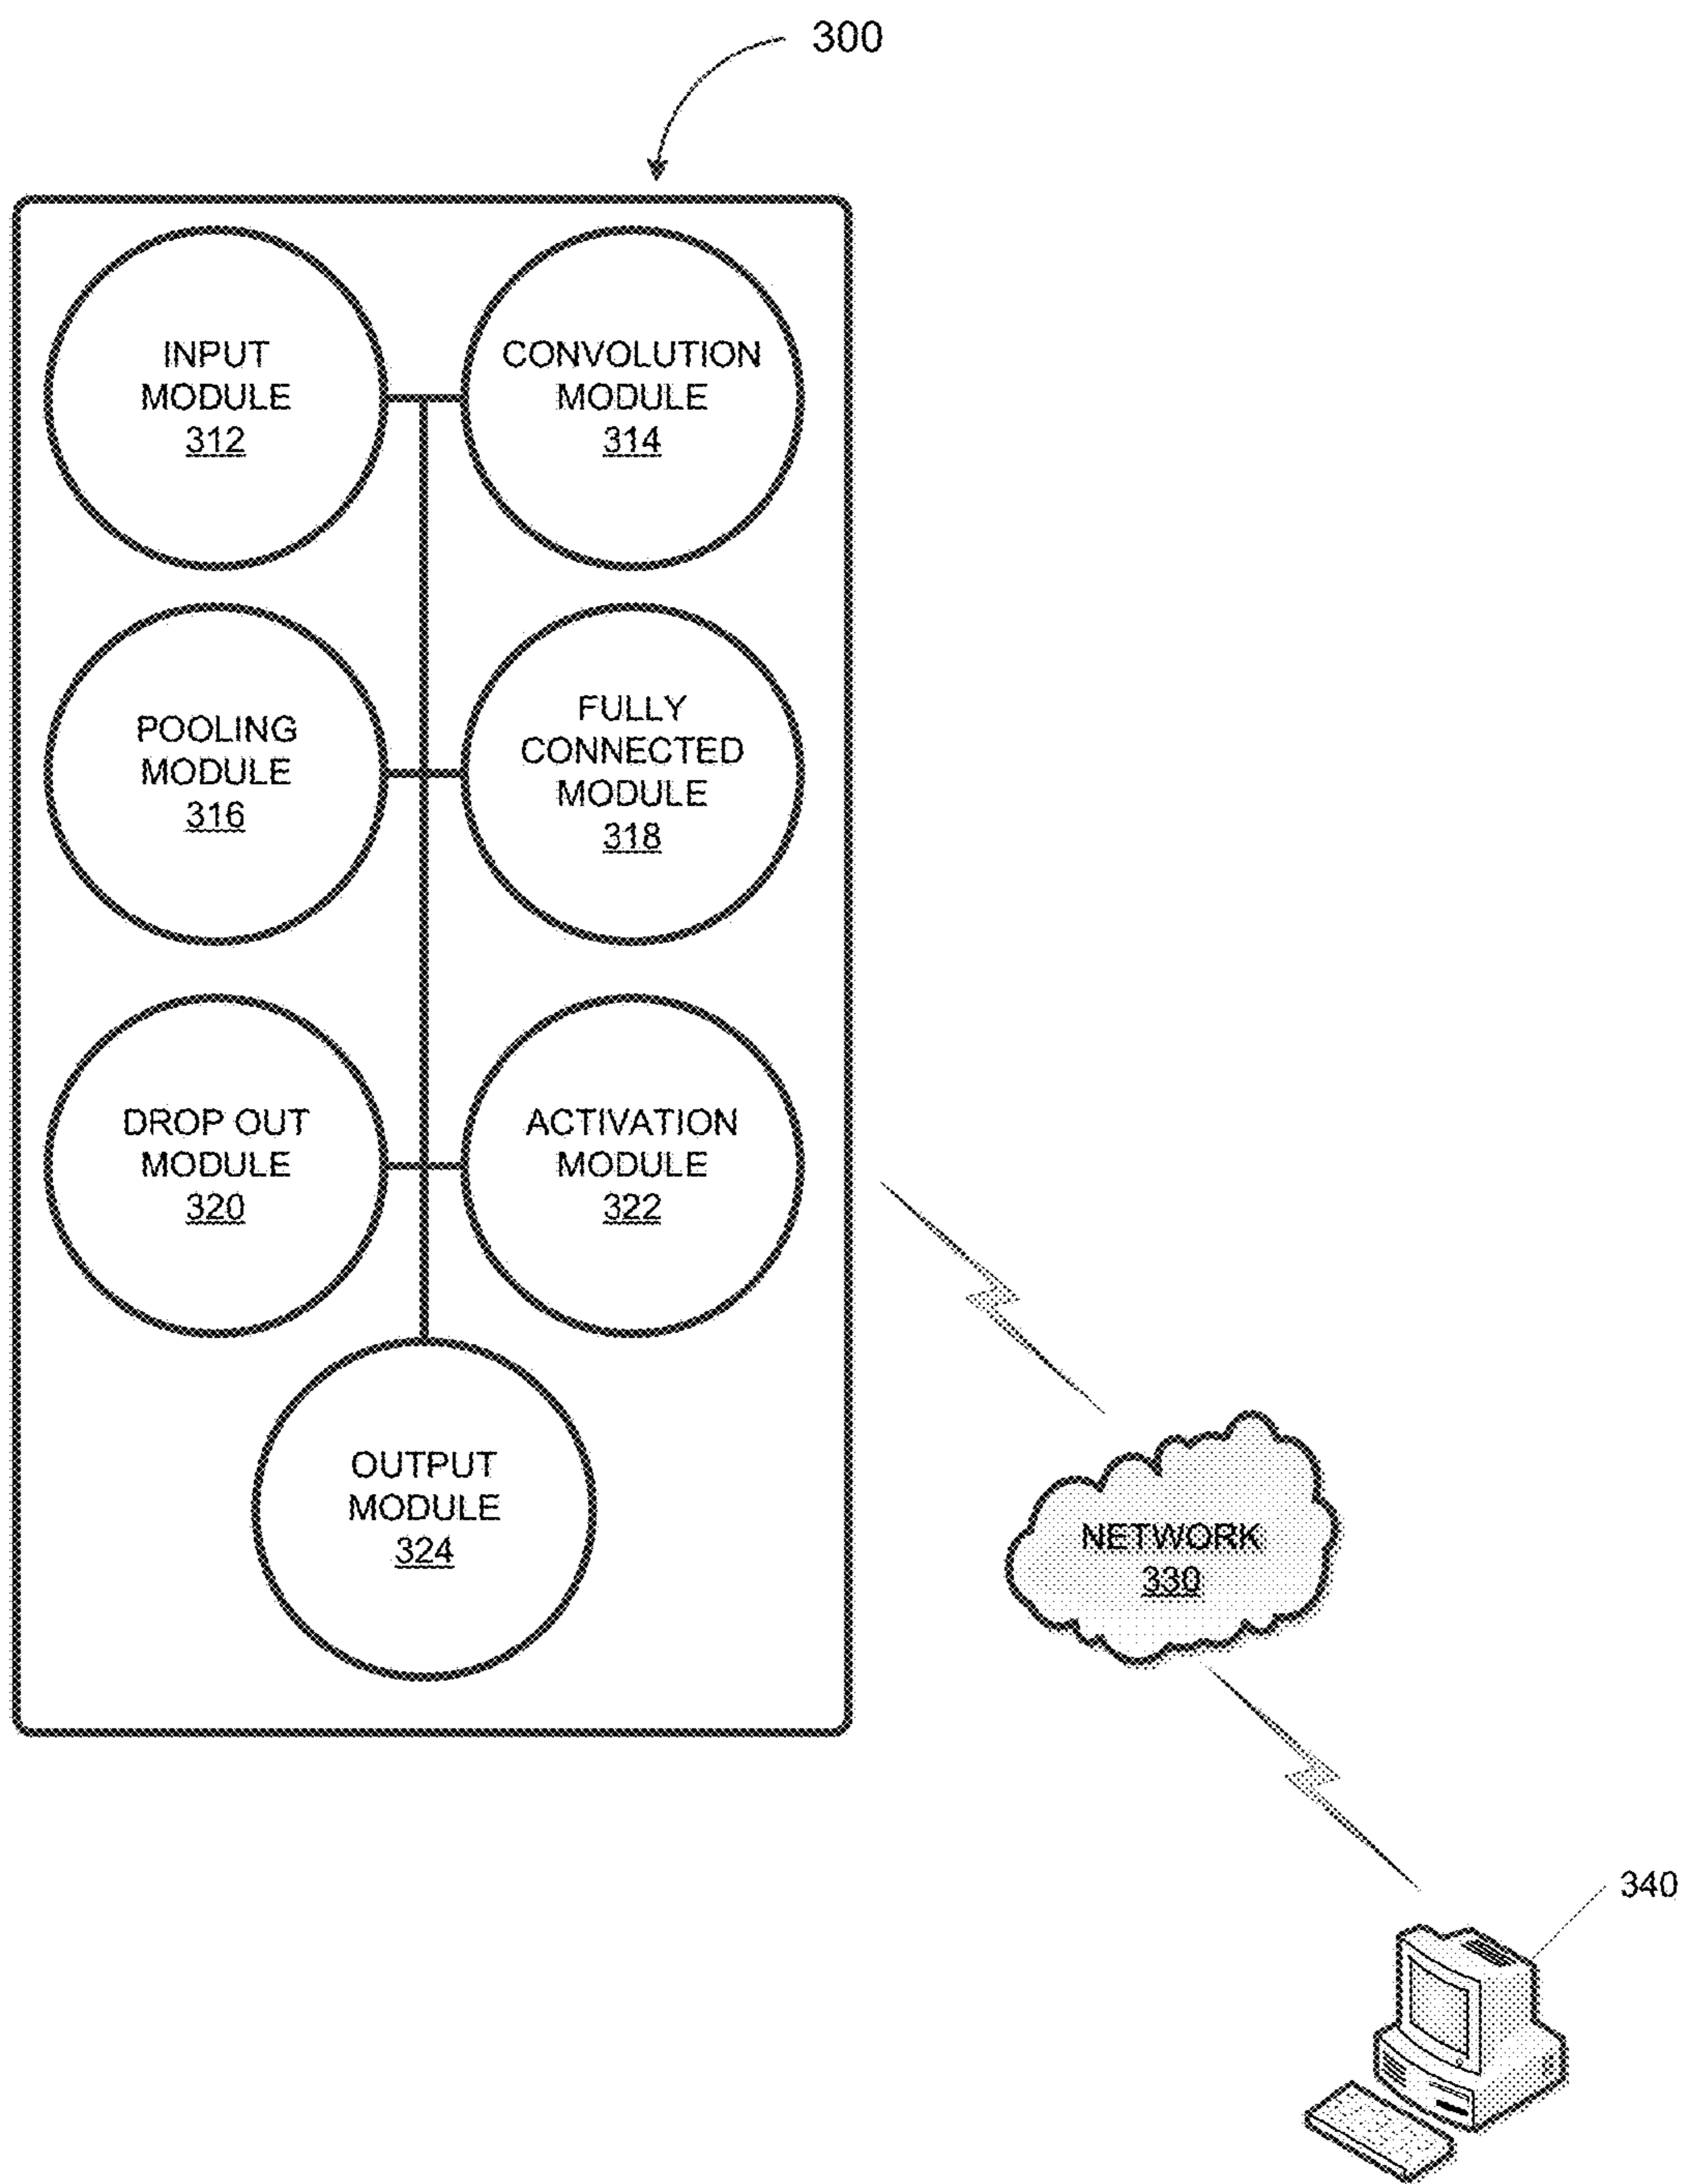 300
INPUT
MODULE
312
CONVOLUTION
MODULE
314
POOLING
MODULE
316
FULLY
CONNECTED
MODULE
318
DROP OUT
MODULE
320
ACTIVATION
MODULE
322
OUTPUT
MODULE
324
NETWORK
330
340